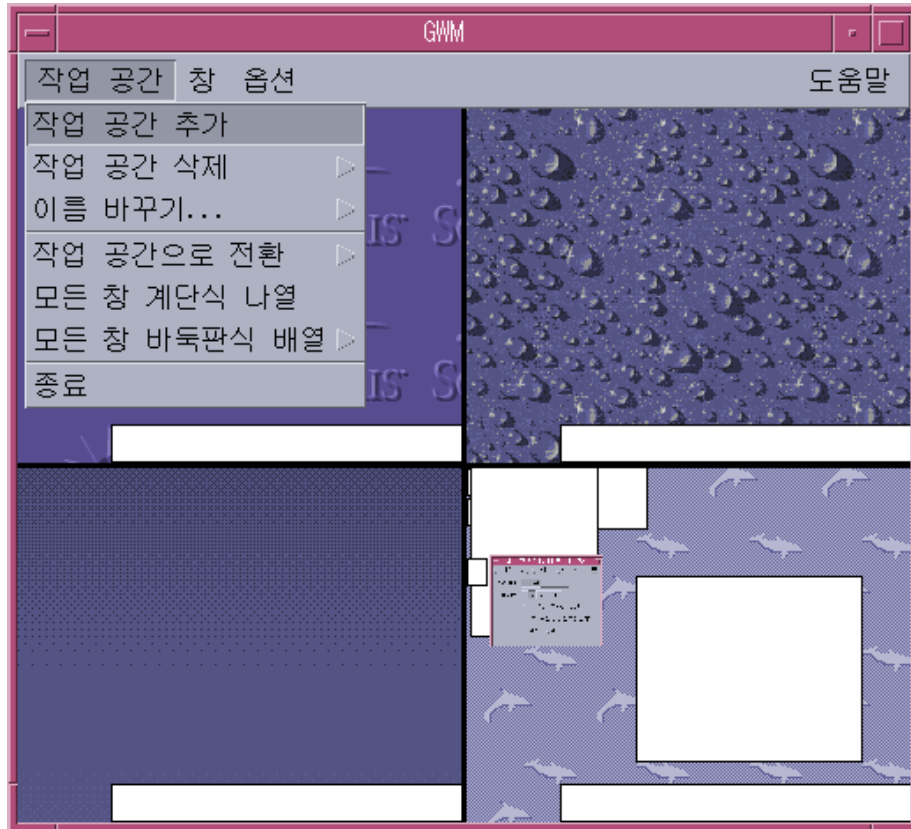 GWM
작업 공간 창 옵션 도움말
작업 공간 추가
작업 공간 삭제
이름 바꾸기...
작업 공간으로 전환
모든 창 계단식 나열
모든 창 바둑판식 배열
종료